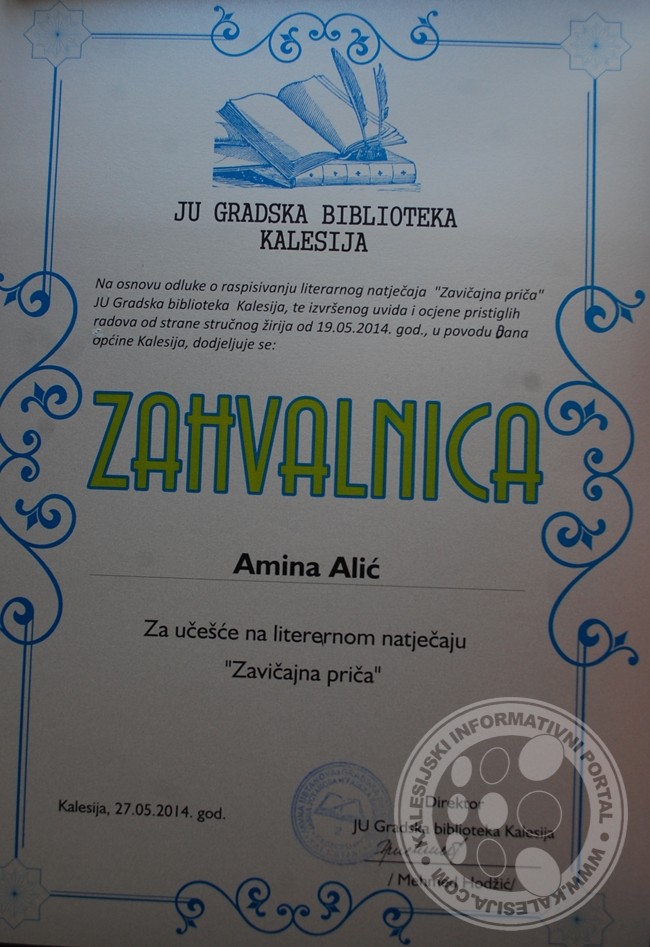 JU GRADSKA BIBLIOTEKA
KALESIJA
Na osnovu odluke o raspisivanju literarnog natječaja "Zavičajna priča"
JU Gradska biblioteka Kalesija, te izvršenog uvida i ocjene pristiglih
radova od strane stručnog žirija od 19.05.2014. god., u povodu Dana
općine Kalesija, dodjeljuje se:
ZAHVALNICA
Amina Alić
Za učešće na literernom natječaju
"Zavičajna priča"
Kalesija, 27.05.2014. god.
Direktor
JU Gradska biblioteka Kalesija
/ Mehmed Hodžić/
KALESIJSKI INFORMATIVNI PORTAL • WWW.KALESIJA.COM •